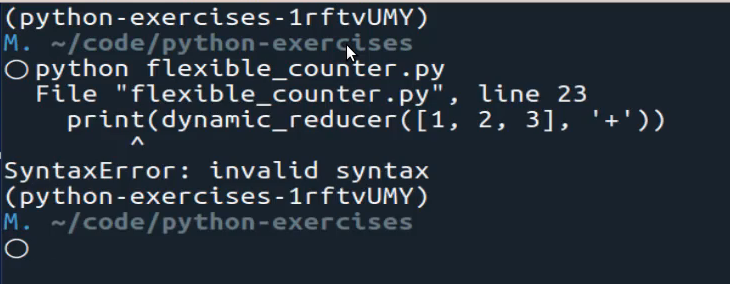 (python-exercises-1rftvUMY)
M. ~/code/python-exercises
○ python flexible_counter.py
  File "flexible_counter.py", line 23
    print(dynamic_reducer([1, 2, 3], '+'))
        ^
SyntaxError: invalid syntax
(python-exercises-1rftvUMY)
M. ~/code/python-exercises
○